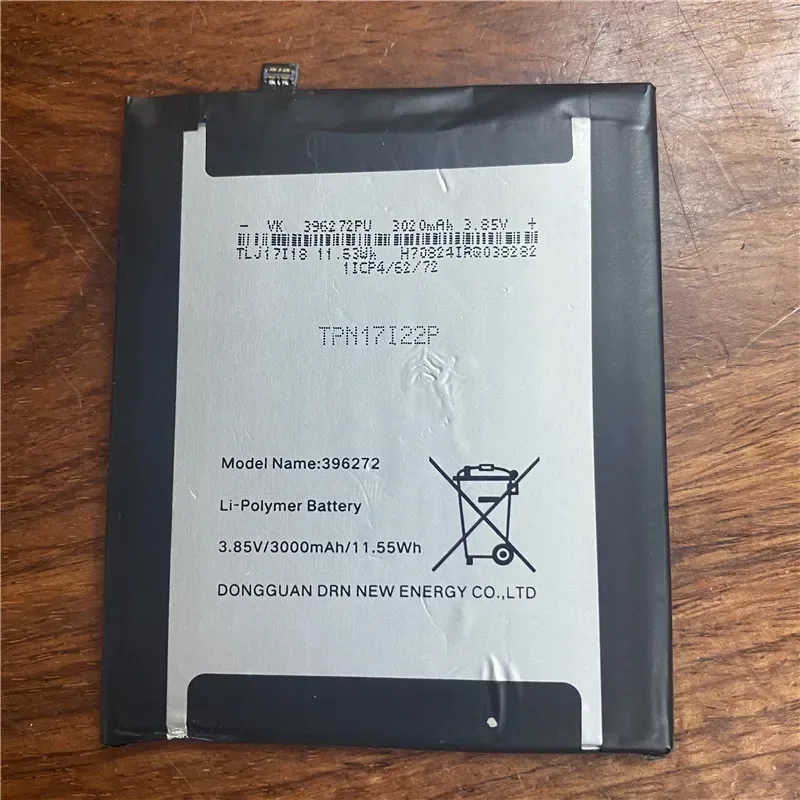 - VK 396272PU 3020mAh 3.85V +
TLJ17I18 11.63Wh H70824IRQ038282
1ICP4/62/72
TPN17I22P
Model Name:396272
Li-Polymer Battery
3.85V/3000mAh/11.55Wh
DONGGUAN DRN NEW ENERGY CO.,LTD